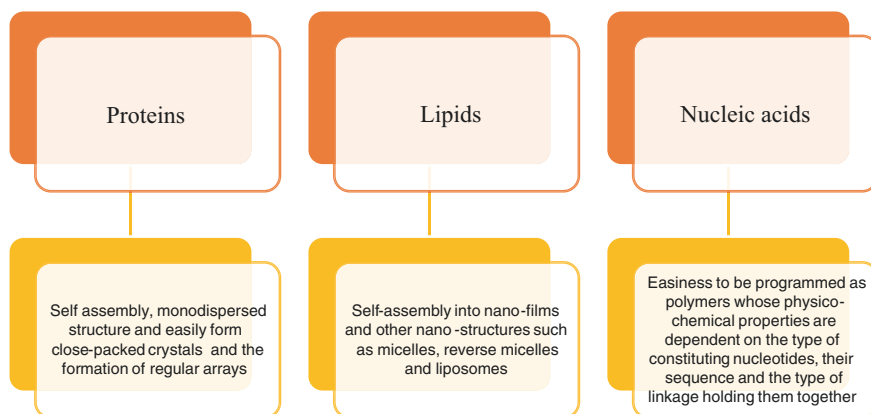 Proteins
Lipids
Nucleic acids
Self assembly, monodispersed
structure and easily form
close-packed crystals and the
formation of regular arrays
Self-assembly into nano-films
and other nano -structures such
as micelles, reverse micelles
and liposomes
Easiness to be programmed as
polymers whose physico-
chemical properties are
dependent on the type of
constituting nucleotides, their
sequence and the type of
linkage holding them together